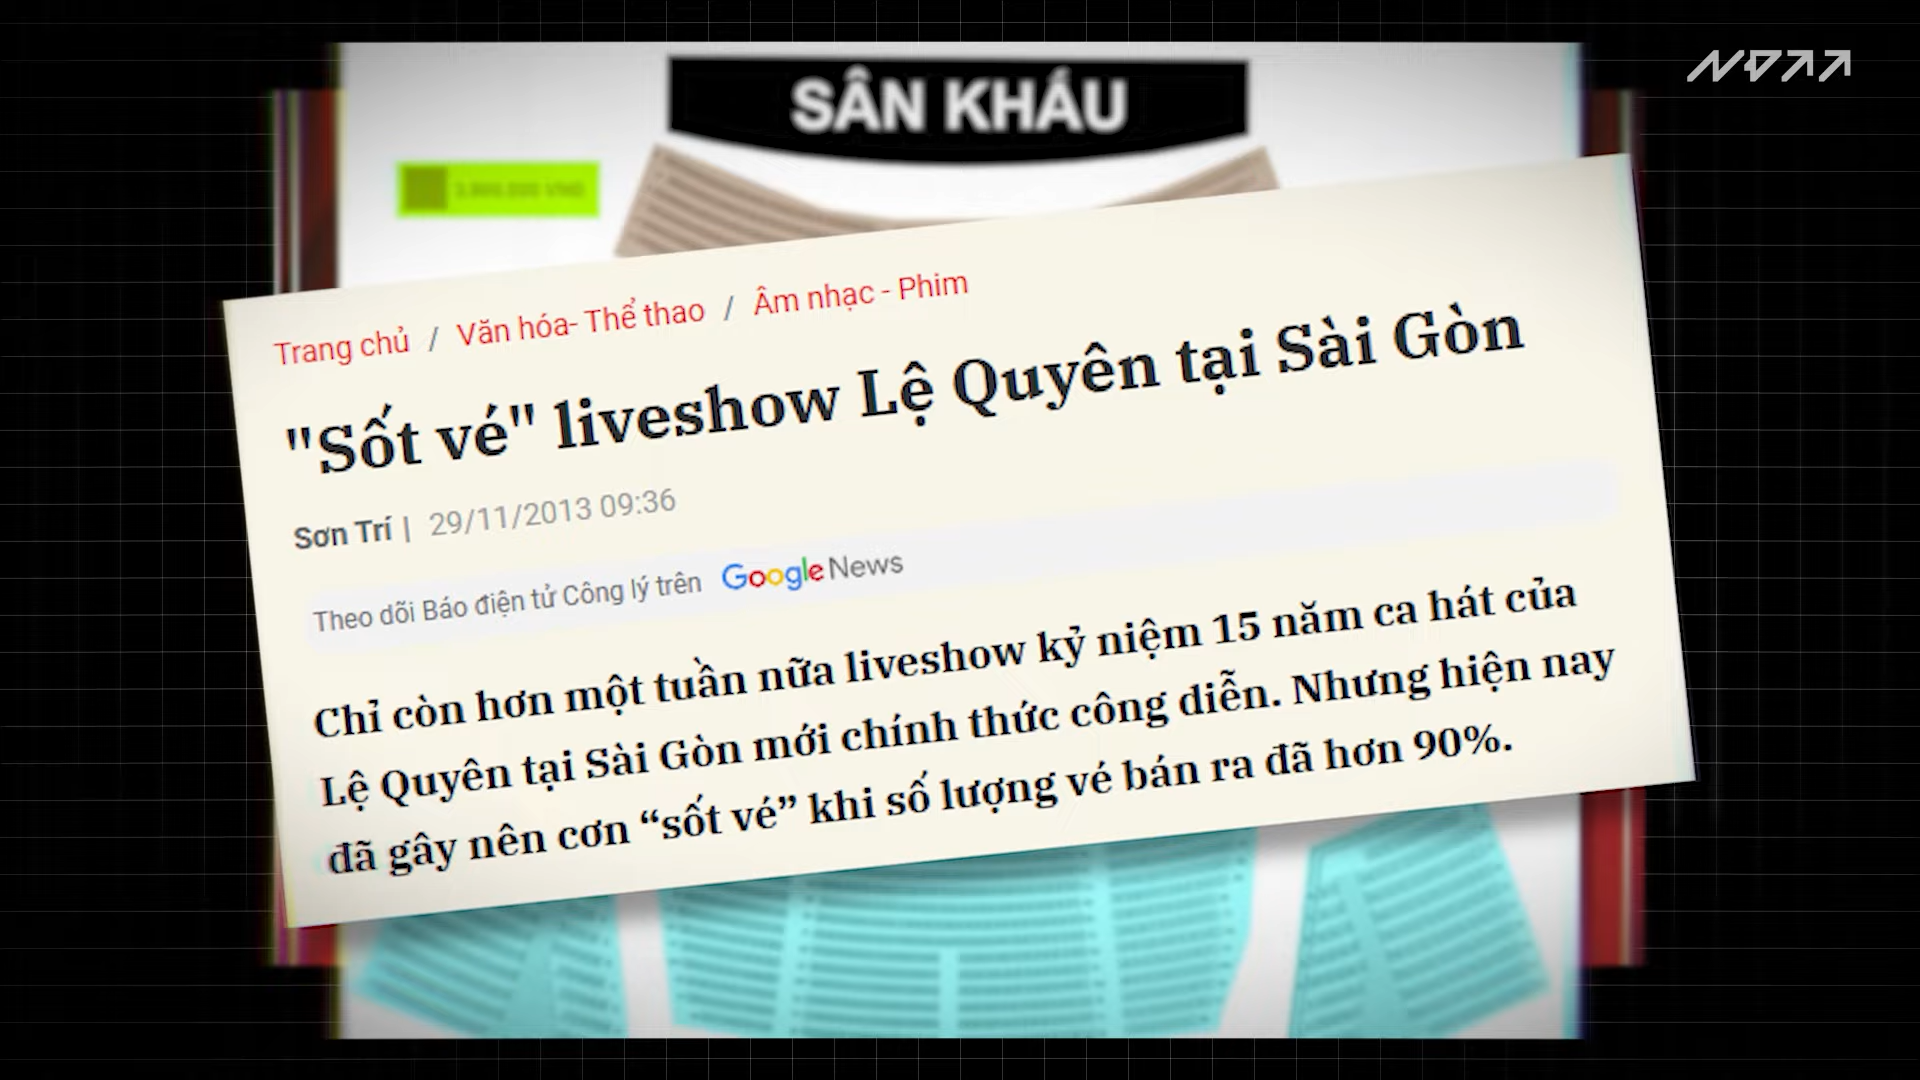 SÂN KHẤU
Trang chủ / Văn hóa- Thể thao / Âm nhạc - Phim
"Sốt vé" liveshow Lệ Quyên tại Sài Gòn
Sơn Trí | 29/11/2013 09:36
Theo dõi Báo điện tử Công lý trên Google News
Chỉ còn hơn một tuần nữa liveshow kỷ niệm 15 năm ca hát của
Lệ Quyên tại Sài Gòn mới chính thức công diễn. Nhưng hiện nay
đã gây nên cơn “sốt vé” khi số lượng vé bán ra đã hơn 90%.